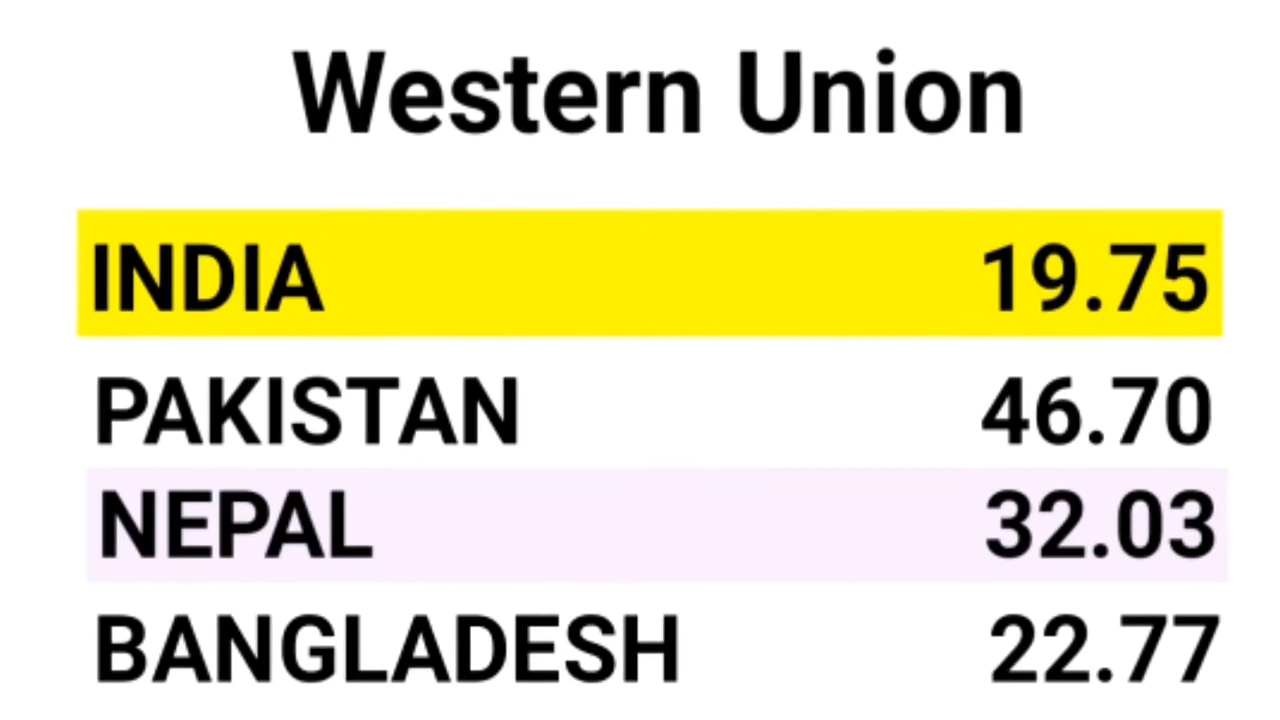 Western Union
INDIA 19.75
PAKISTAN 46.70
NEPAL 32.03
BANGLADESH 22.77